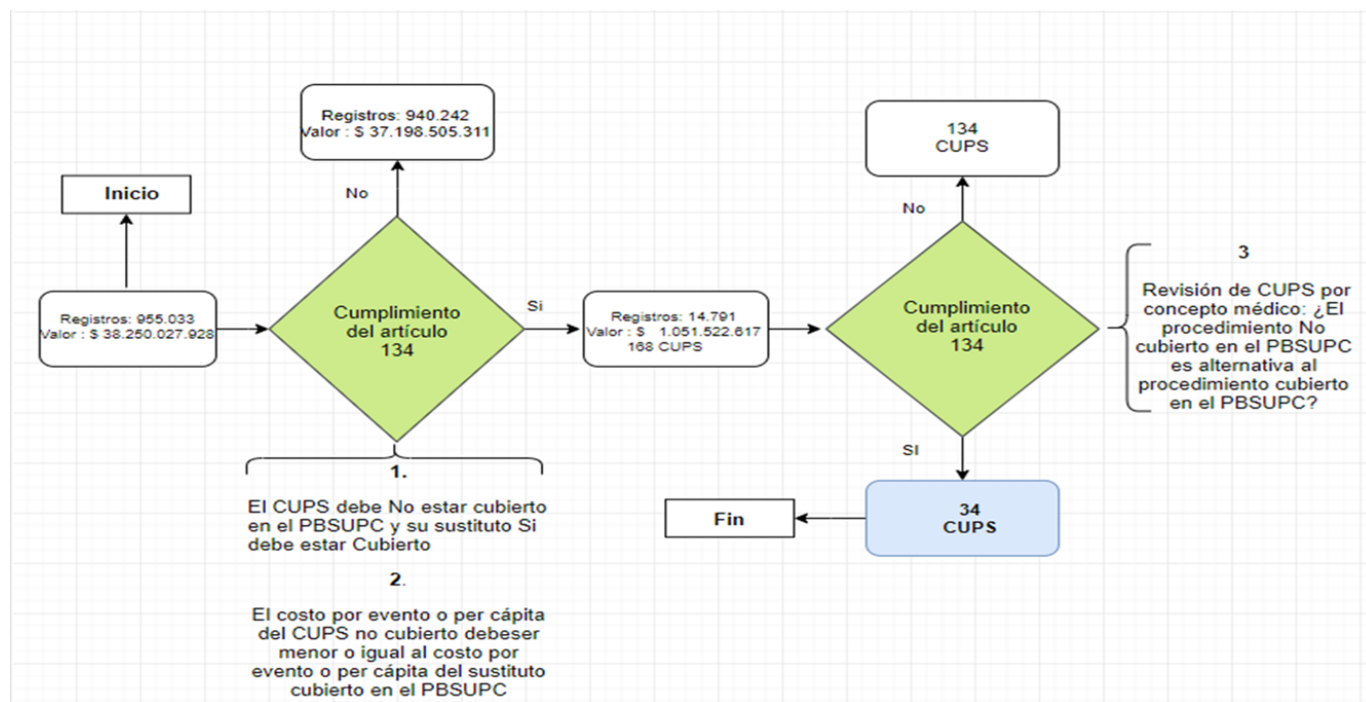 Registros: 940.242
Valor : $ 37.198.505.311
134
CUPS
Inicio
No
No
Registros: 955.033
Valor : $ 38.250.027.928
Cumplimiento
del artículo
134
Si
Registros: 14.791
Valor : $ 1.051.522.617
168 CUPS
Cumplimiento
del artículo
134
3
Revisión de CUPS por
concepto médico: ¿El
procedimiento No
cubierto en el PBSUPC
es alternativa al
procedimiento cubierto
en el PBSUPC?
SI
1.
El CUPS debe No estar cubierto
en el PBSUPC y su sustituto Si
debe estar Cubierto
34
CUPS
Fin
2.
El costo por evento o per cápita
del CUPS no cubierto debeser
menor o igual al costo por
evento o per cápita del sustituto
cubierto en el PBSUPC